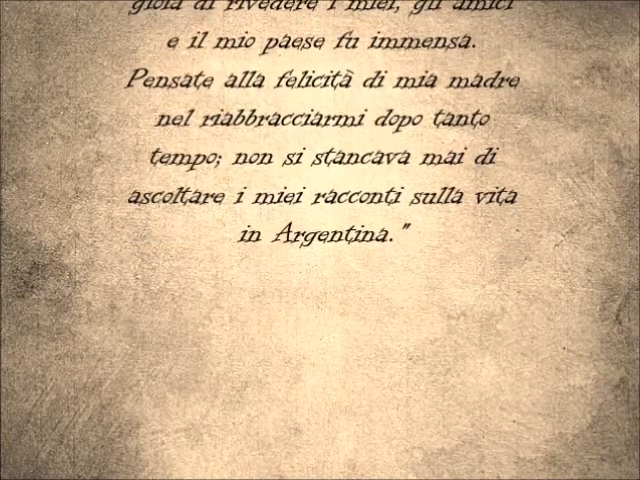 gioia di rivedere i miei, gli amici
e il mio paese fu immensa.
Pensate alla felicità di mia madre
nel riabbracciarmi dopo tanto
tempo; non si stancava mai di
ascoltare i miei racconti sulla vita
in Argentina."